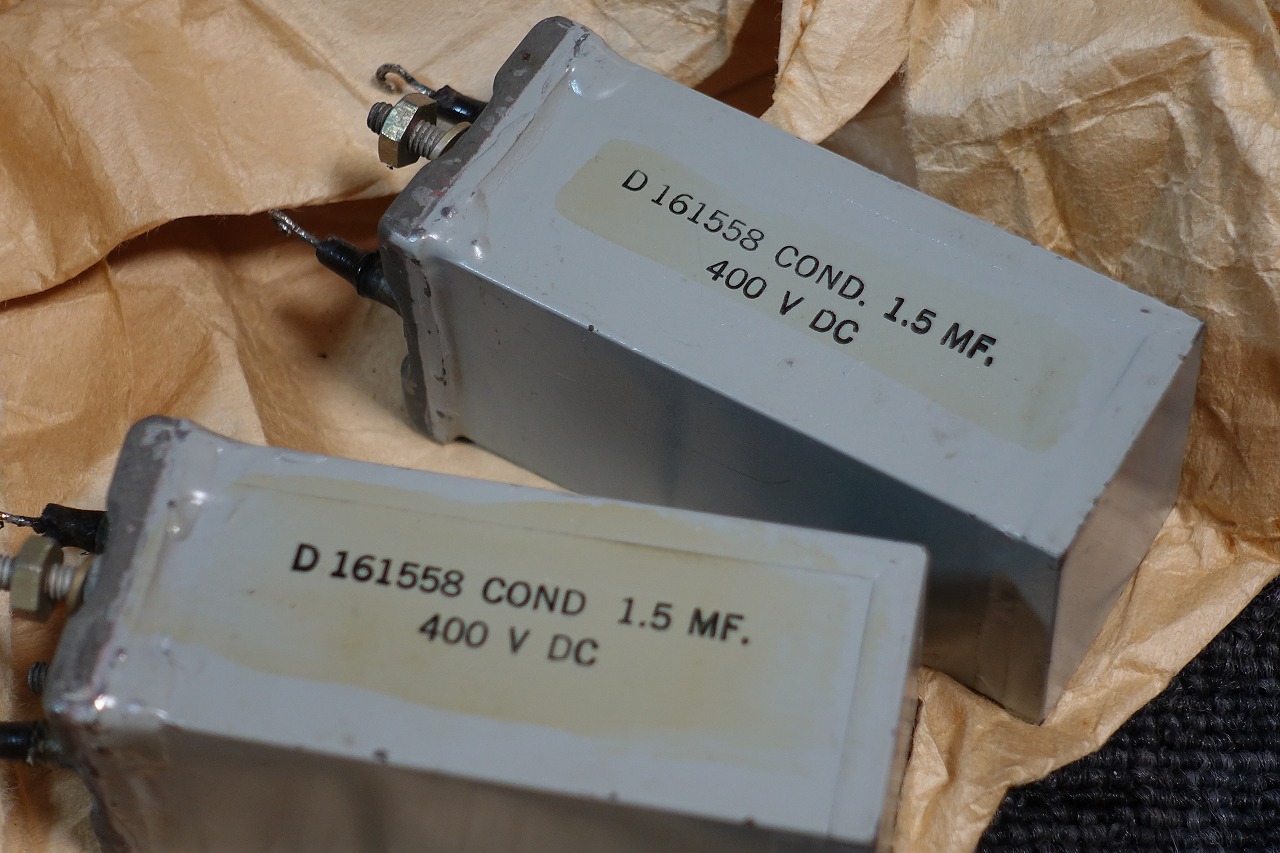 D 161558 COND. 1.5 MF.
400 V DC
D 161558 COND 1.5 MF.
400 V DC